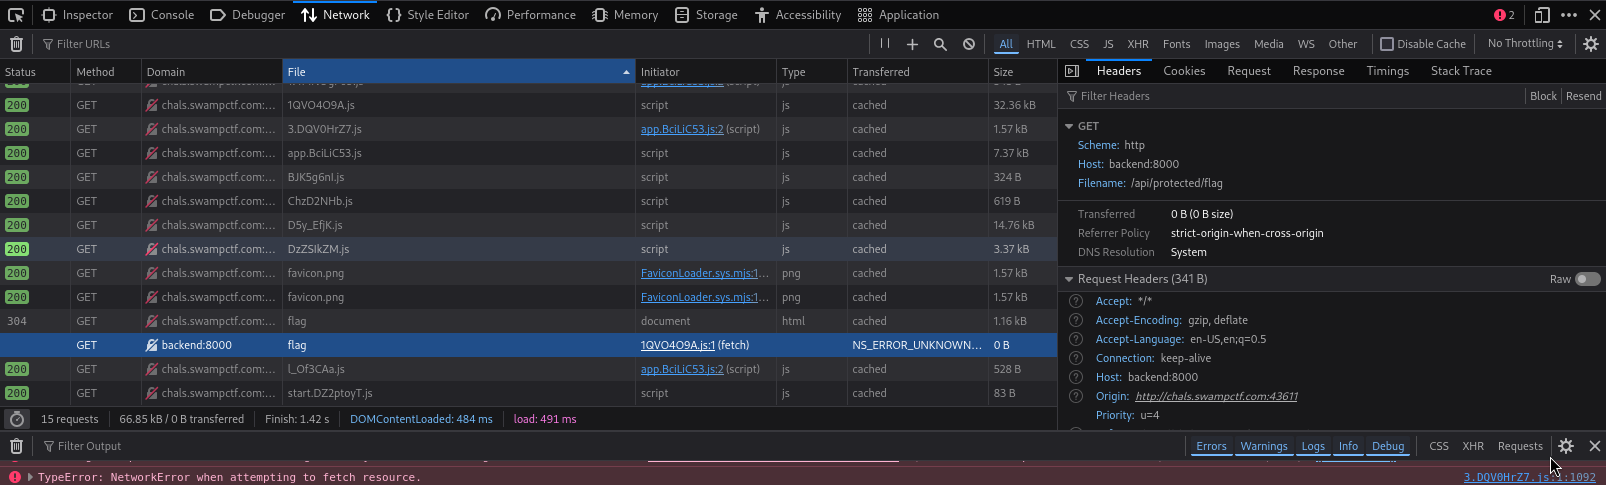 Inspector Console Debugger Network Style Editor Performance Memory Storage Accessibility Application 2
Filter URLs All HTML CSS JS XHR Fonts Images Media WS Other Disable Cache No Throttling
Status Method Domain File Initiator Type Transferred Size
200 GET 1QVO4O9A.js script js cached 32.36 kB
200 GET chals.swampctf.com:... 3.DQV0HrZ7.js app.BciLiC53.js:2 (script) js cached 1.57 kB
200 GET chals.swampctf.com:... app.BciLiC53.js script js cached 7.37 kB
200 GET chals.swampctf.com:... BJK5g6nI.js script js cached 324 B
200 GET chals.swampctf.com:... ChzD2NHb.js script js cached 619 B
200 GET chals.swampctf.com:... D5y_EfjK.js script js cached 14.76 kB
200 GET chals.swampctf.com:... DzZSIkZM.js script js cached 3.37 kB
200 GET chals.swampctf.com:... favicon.png FaviconLoader.sys.mjs:1... png cached 1.57 kB
200 GET chals.swampctf.com:... favicon.png FaviconLoader.sys.mjs:1... png cached 1.57 kB
304 GET chals.swampctf.com:... flag document html cached 1.16 kB
GET backend:8000 flag 1QVO4O9A.js:1 (fetch) NS_ERROR_UNKNOWN... 0 B
200 GET chals.swampctf.com:... l_Of3CAa.js app.BciLiC53.js:2 (script) js cached 528 B
200 GET chals.swampctf.com:... start.DZ2ptoyT.js script js cached 83 B
15 requests 66.85 kB / 0 B transferred Finish: 1.42 s DOMContentLoaded: 484 ms load: 491 ms
Headers Cookies Request Response Timings Stack Trace
Filter Headers Block Resend
GET
Scheme: http
Host: backend:8000
Filename: /api/protected/flag
Transferred 0 B (0 B size)
Referrer Policy strict-origin-when-cross-origin
DNS Resolution System
Request Headers (341 B) Raw
Accept: */*
Accept-Encoding: gzip, deflate
Accept-Language: en-US,en;q=0.5
Connection: keep-alive
Host: backend:8000
Origin: http://chals.swampctf.com:43611
Priority: u=4
Filter Output Errors Warnings Logs Info Debug CSS XHR Requests
TypeError: NetworkError when attempting to fetch resource. 3.DQV0HrZ7.js:1:1092